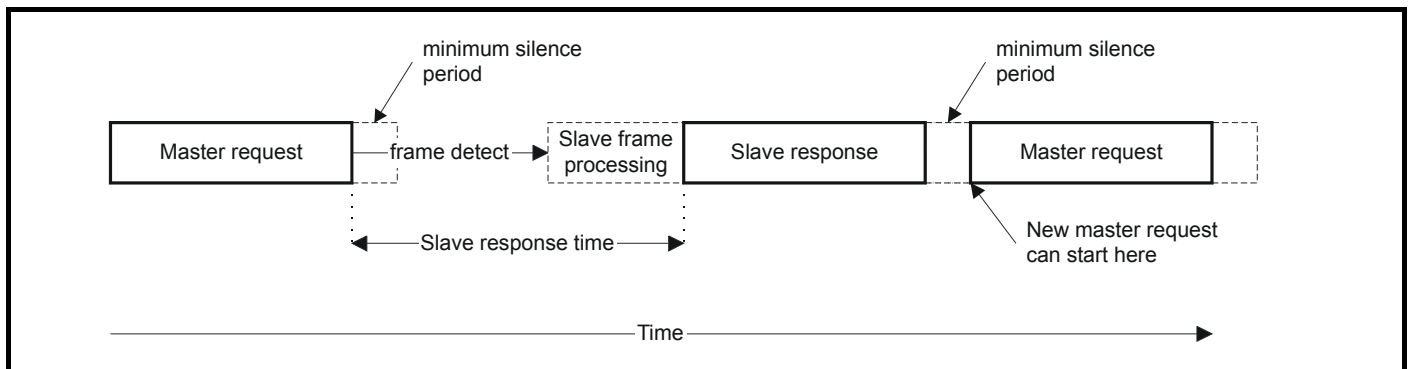 minimum silence
period
minimum silence
period
Master request
frame detect
Slave frame
processing
Slave response
Master request
Slave response time
New master request
can start here
Time